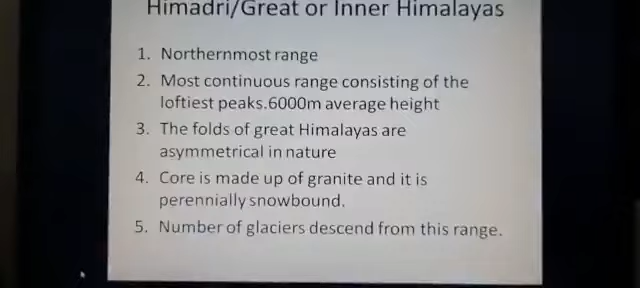 Himadri/Great or Inner Himalayas
1. Northernmost range
2. Most continuous range consisting of the
loftiest peaks.6000m average height
3. The folds of great Himalayas are
asymmetrical in nature
4. Core is made up of granite and it is
perennially snowbound.
5. Number of glaciers descend from this range.